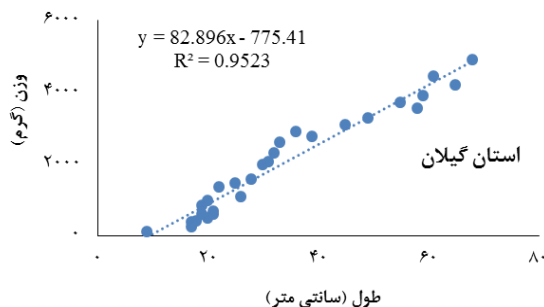 ۶۰۰۰
۴۰۰۰
۲۰۰۰
۰
وزن (گرم)
y = 82.896x - 775.41
R² = 0.9523
استان گیلان
۰ ۲۰ ۴۰ ۶۰ ۸۰
طول (سانتی متر)